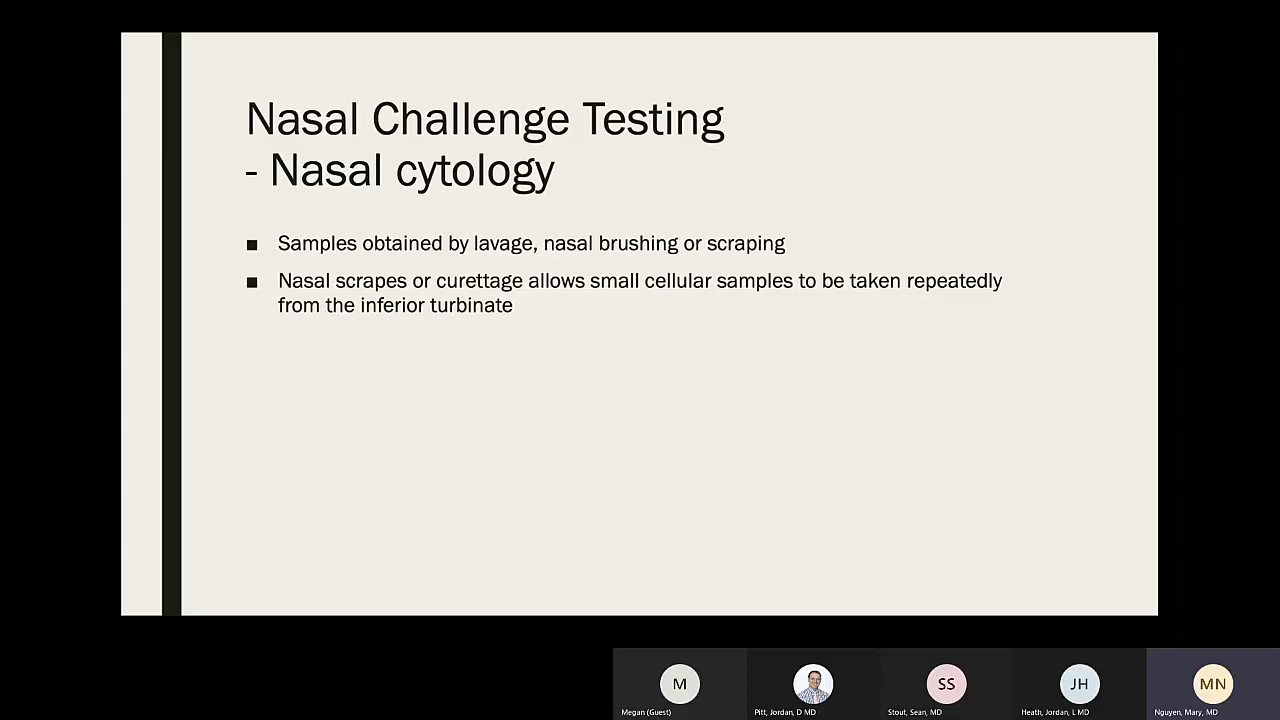 Nasal Challenge Testing
- Nasal cytology
■ Samples obtained by lavage, nasal brushing or scraping
■ Nasal scrapes or curettage allows small cellular samples to be taken repeatedly
from the inferior turbinate
M
SS
JH
MN
Megan (Guest)
Pitt, Jordan, D MD
Stout, Sean, MD
Heath, Jordan, L MD
Nguyen, Mary, MD